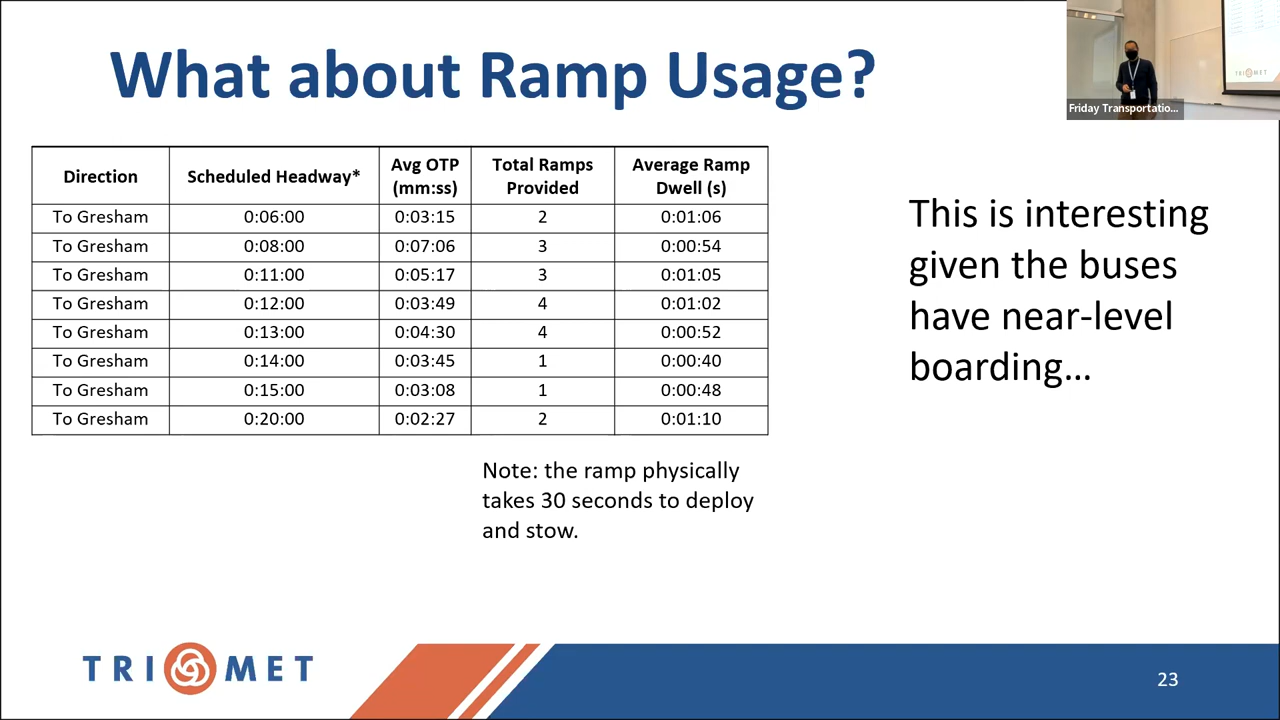 What about Ramp Usage?
Friday Transportatio...
TRI MET
Direction Scheduled Headway* Avg OTP (mm:ss) Total Ramps Provided Average Ramp Dwell (s)
To Gresham 0:06:00 0:03:15 2 0:01:06
To Gresham 0:08:00 0:07:06 3 0:00:54
To Gresham 0:11:00 0:05:17 3 0:01:05
To Gresham 0:12:00 0:03:49 4 0:01:02
To Gresham 0:13:00 0:04:30 4 0:00:52
To Gresham 0:14:00 0:03:45 1 0:00:40
To Gresham 0:15:00 0:03:08 1 0:00:48
To Gresham 0:20:00 0:02:27 2 0:01:10
This is interesting
given the buses
have near-level
boarding...
Note: the ramp physically
takes 30 seconds to deploy
and stow.
TRI MET
23